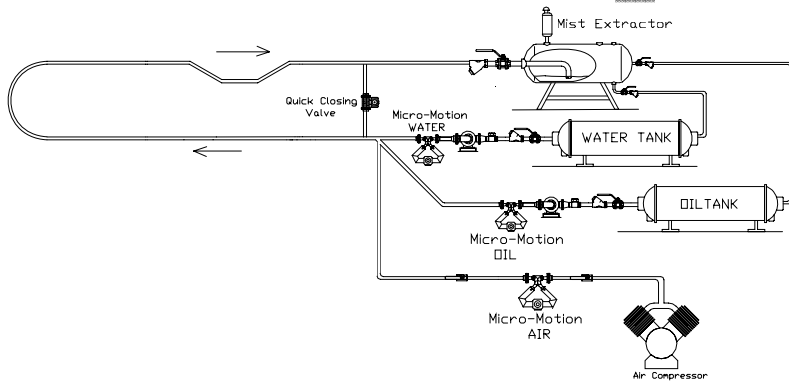 Mist Extractor
Quick Closing
Valve
Micro-Motion
WATER
WATER TANK
OILTANK
Micro-Motion
OIL
Micro-Motion
AIR
Air Compressor